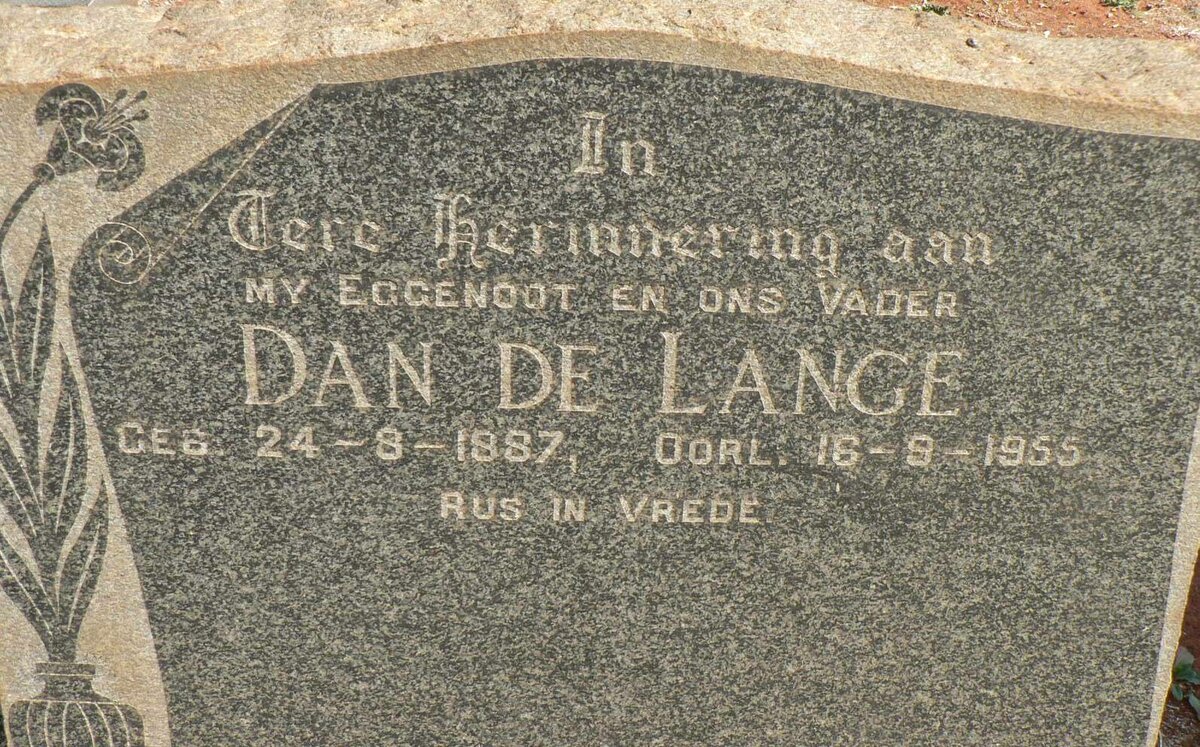 In
Tere Herinnering aan
MY EGGENOOT EN ONS VADER
DAN DE LANGE
GEB. 24-8-1887, OORL. 16-9-1955
RUS IN VREDE.